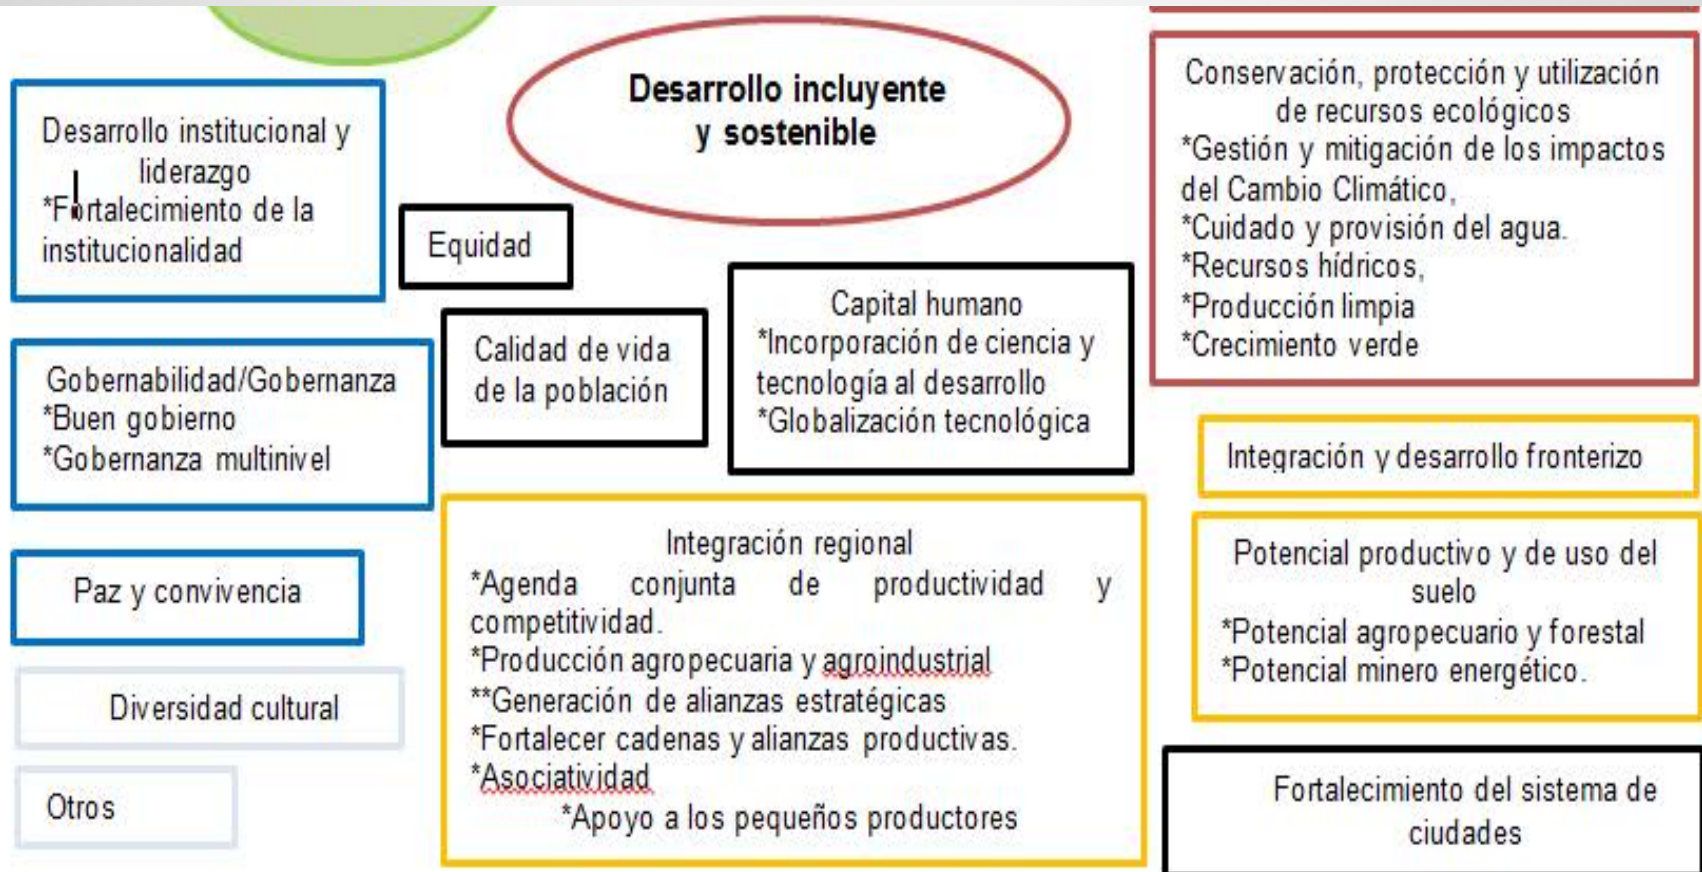 Desarrollo incluyente
y sostenible
Desarrollo institucional y
liderazgo
*Fortalecimiento de la
institucionalidad
Equidad
Gobernabilidad/Gobernanza
*Buen gobierno
*Gobernanza multinivel
Calidad de vida
de la población
Capital humano
*Incorporación de ciencia y
tecnología al desarrollo
*Globalización tecnológica
Conservación, protección y utilización
de recursos ecológicos
*Gestión y mitigación de los impactos
del Cambio Climático,
*Cuidado y provisión del agua.
*Recursos hídricos,
*Producción limpia
*Crecimiento verde
Paz y convivencia
Diversidad cultural
Otros
Integración regional
*Agenda conjunta de productividad y
competitividad.
*Producción agropecuaria y agroindustrial
**Generación de alianzas estratégicas
*Fortalecer cadenas y alianzas productivas.
*Asociatividad
*Apoyo a los pequeños productores
Integración y desarrollo fronterizo
Potencial productivo y de uso del
suelo
*Potencial agropecuario y forestal
*Potencial minero energético.
Fortalecimiento del sistema de
ciudades